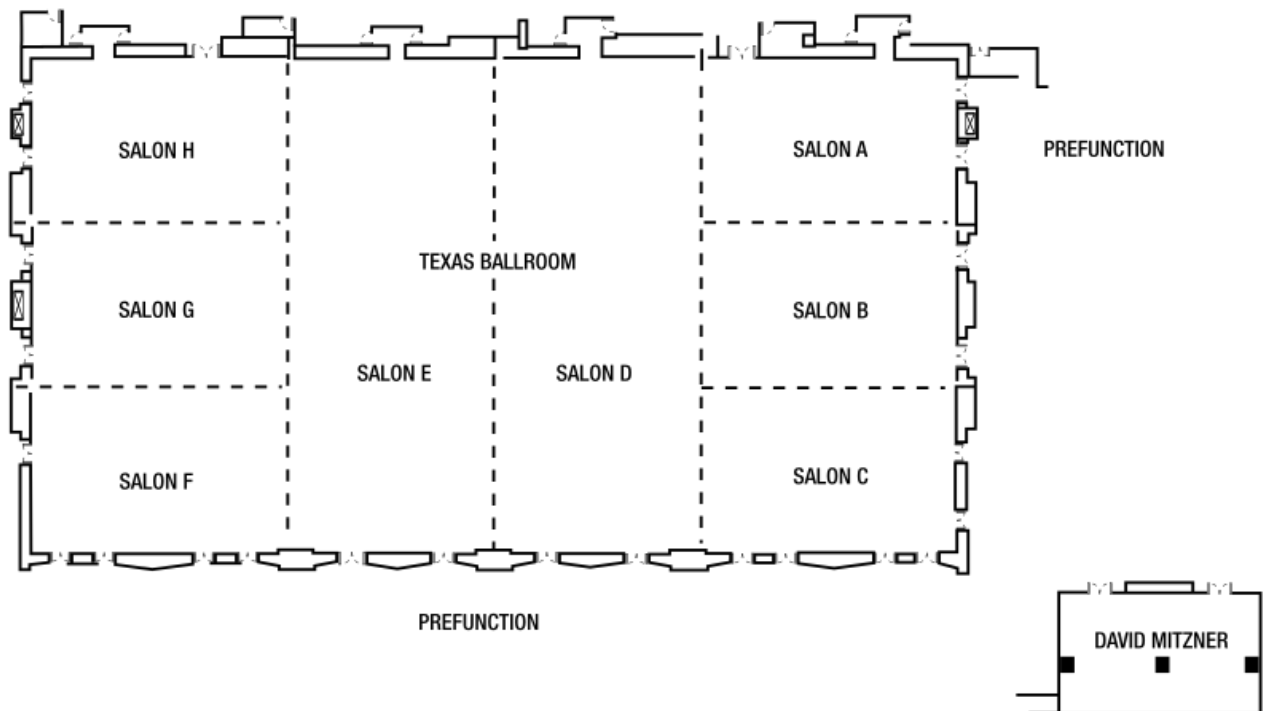 SALON H
SALON A
PREFUNCTION
TEXAS BALLROOM
SALON G
SALON B
SALON E
SALON D
SALON F
SALON C
PREFUNCTION
DAVID MITZNER